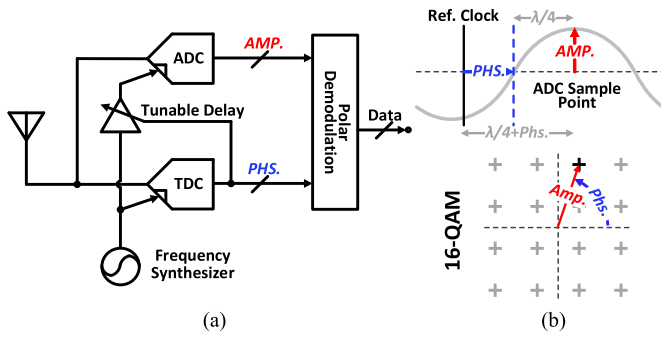 ADC
AMP.
Tunable Delay
TDC
PHS.
Polar
Demodulation
Data
Frequency
Synthesizer
(a)
Ref. Clock
λ/4
AMP.
PHS.
ADC Sample
Point
λ/4+Phs.
16-QAM
Amp.
Phs.
(b)